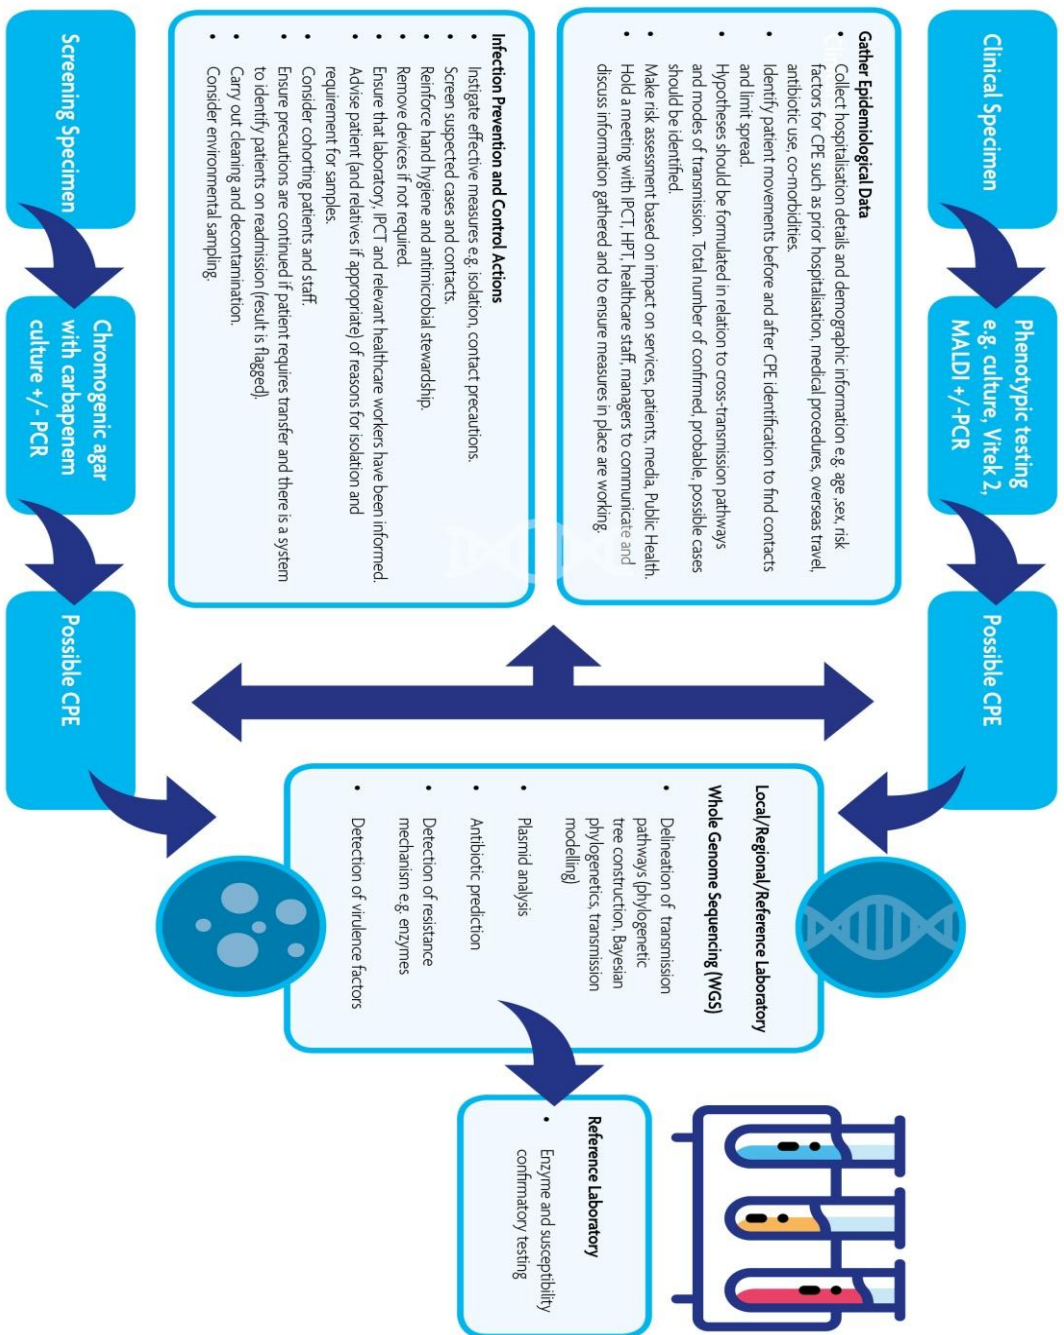 Clinical Specimen
Phenotypic testing
e.g. culture, Vitek 2,
MALDI +/-PCR
Possible CPE
Gather Epidemiological Data
• Collect hospitalisation details and demographic information e.g. age ,sex, risk
factors for CPE such as prior hospitalisation, medical procedures, overseas travel,
antibiotic use, co-morbidities.
• Identify patient movements before and after CPE identification to find contacts
and limit spread.
• Hypotheses should be formulated in relation to cross-transmission pathways
and modes of transmission. Total number of confirmed, probable, possible cases
should be identified.
• Make risk assessment based on impact on services, patients, media, Public Health.
• Hold a meeting with IPCT, HPT, healthcare staff, managers to communicate and
discuss information gathered and to ensure measures in place are working.
Infection Prevention and Control Actions
• Instigate effective measures e.g. isolation, contact precautions.
• Screen suspected cases and contacts.
• Reinforce hand hygiene and antimicrobial stewardship.
• Remove devices if not required.
• Ensure that laboratory, IPCT and relevant healthcare workers have been informed.
• Advise patient (and relatives if appropriate) of reasons for isolation and
requirement for samples.
• Consider cohorting patients and staff.
• Ensure precautions are continued if patient requires transfer and there is a system
to identify patients on readmission (result is flagged).
• Carry out cleaning and decontamination.
• Consider environmental sampling.
Screening Specimen
Chromogenic agar
with carbapenem
culture +/- PCR
Possible CPE
Local/Regional/Reference Laboratory
Whole Genome Sequencing (WGS)
• Delineation of transmission
pathways (phylogenetic
tree construction, Bayesian
phylogenetics, transmission
modelling)
• Plasmid analysis
• Antibiotic prediction
• Detection of resistance
mechanism e.g. enzymes
• Detection of virulence factors
Reference Laboratory
• Enzyme and susceptibility
confirmatory testing